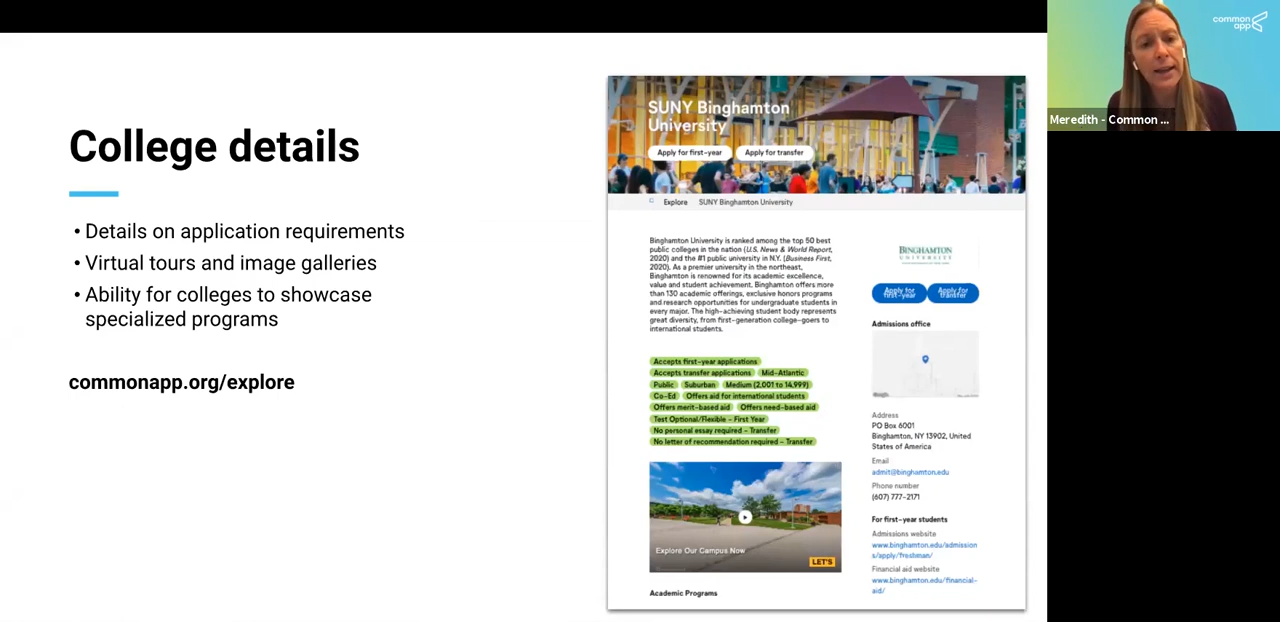 College details
• Details on application requirements
• Virtual tours and image galleries
• Ability for colleges to showcase
specialized programs
commonapp.org/explore
SUNY Binghamton
University
Apply for first-year
Apply for transfer
Explore
SUNY Binghamton University
Binghamton University is ranked among the top 50 best
public colleges in the nation (U.S. News & World Report,
2020) and the #1 public university in N.Y. (Business First,
2020). As a premier university in the northeast,
Binghamton is renowned for its academic excellence,
value and student achievement. Binghamton offers more
than 130 academic offerings, exclusive honors programs
and research opportunities for undergraduate students in
every major. The high-achieving student body represents
great diversity, from first-generation college-goers to
international students.
Accepts first-year applications
Accepts transfer applications Mid-Atlantic
Public Suburban Medium (2,001 to 14,999)
Co-Ed Offers aid for international students
Offers merit-based aid Offers need-based aid
Test Optional/Flexible - First Year
No personal essay required - Transfer
No letter of recommendation required - Transfer
Explore Our Campus Now
LET'S
Academic Programs
BINGHAMTON
UNIVERSITY
Apply for
first-year
Apply for
transfer
Admissions office
Address
PO Box 6001
Binghamton, NY 13902, United
States of America
Email
admit@binghamton.edu
Phone number
(607) 777-2171
For first-year students
Admissions website
www.binghamton.edu/admission
s/apply/freshman/
Financial aid website
www.binghamton.edu/financial-
aid/
common
app
Meredith - Common ...